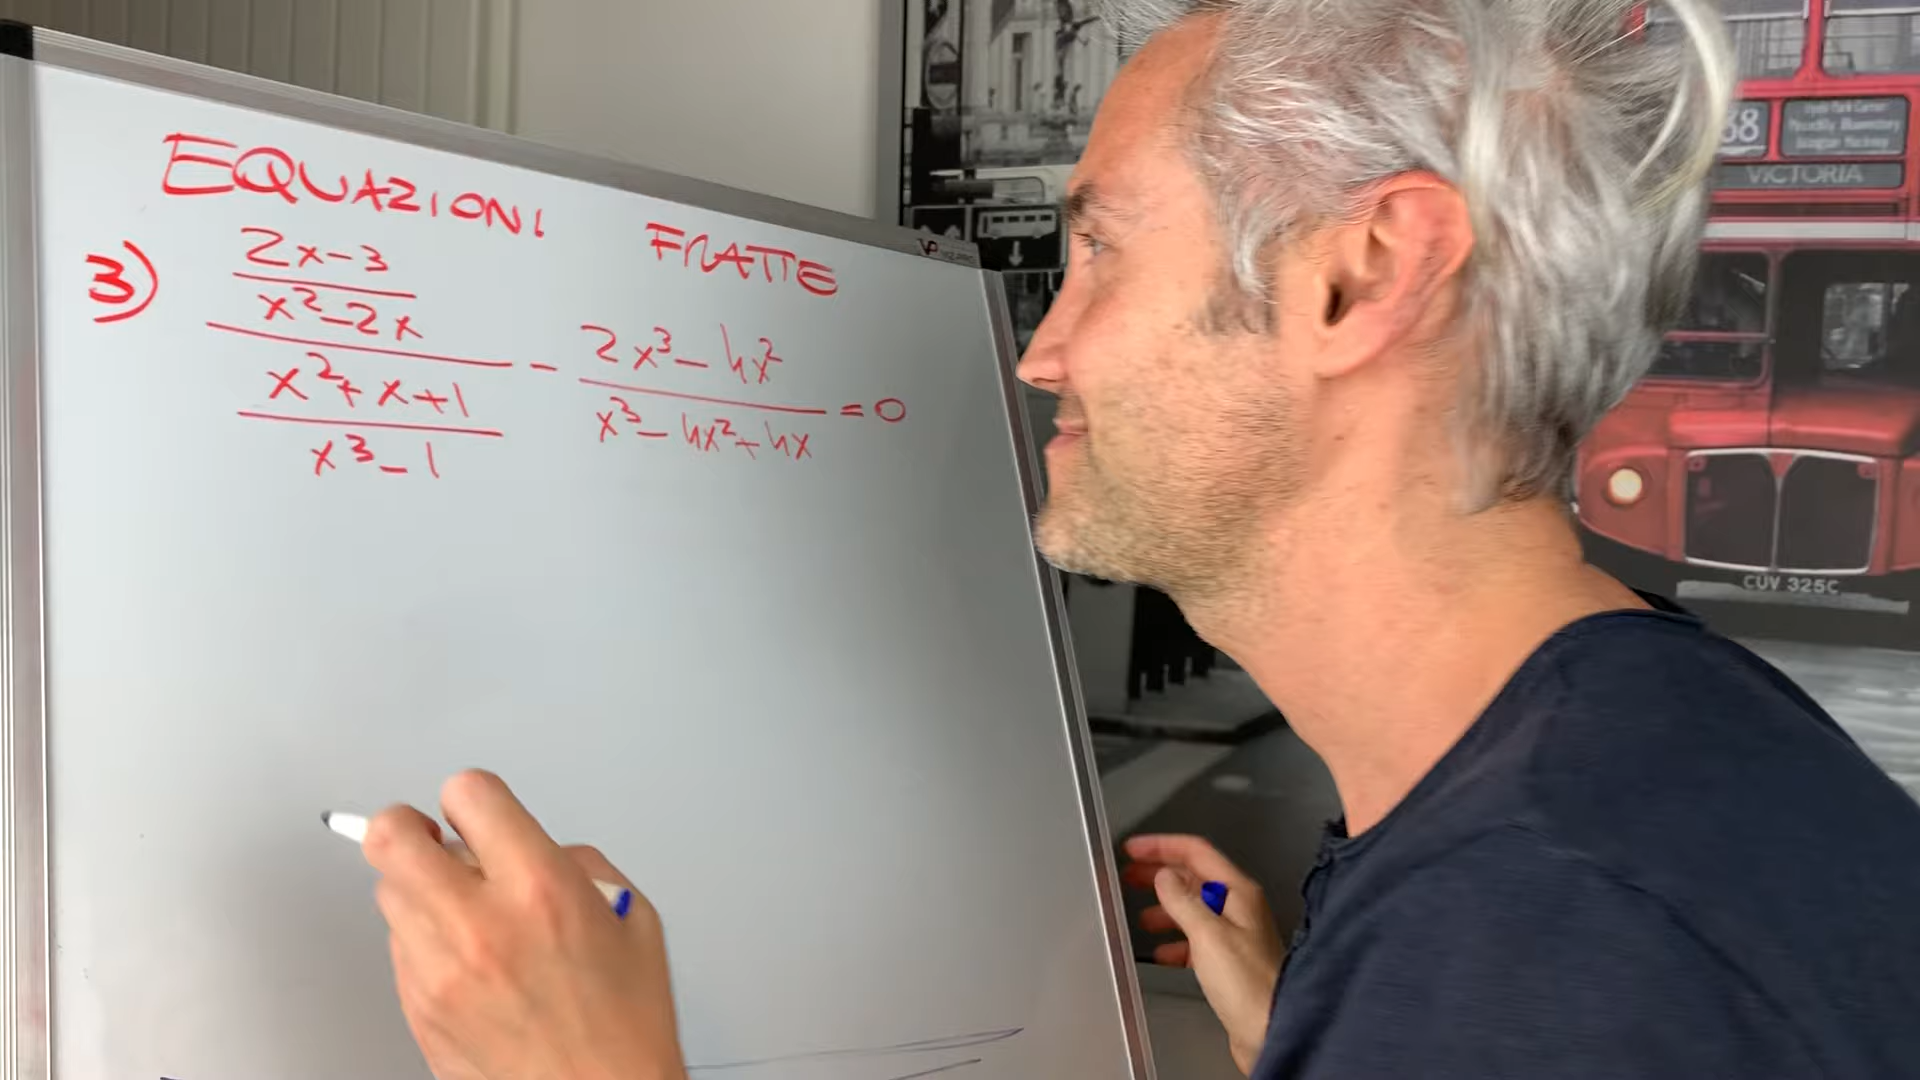 EQUAZIONI FRATTE
3)
2x-3
x²-2x
x²+x+1
x³-1
-
2x³-4x²
x³-4x²+4x
=0
68
VICTORIA
CUV 325C